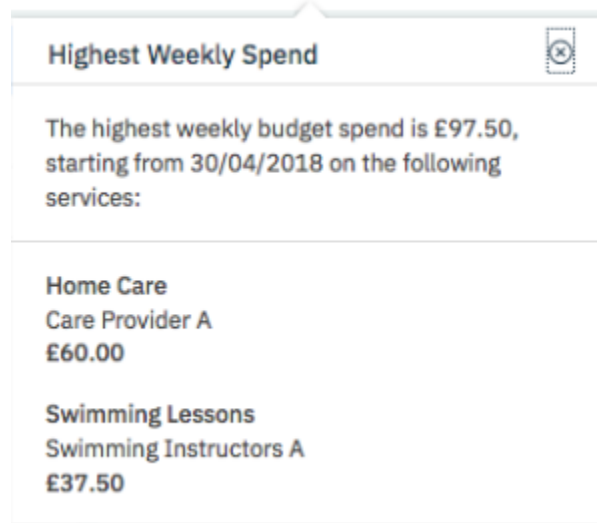 Highest Weekly Spend
The highest weekly budget spend is £97.50,
starting from 30/04/2018 on the following
services:
Home Care
Care Provider A
£60.00
Swimming Lessons
Swimming Instructors A
£37.50